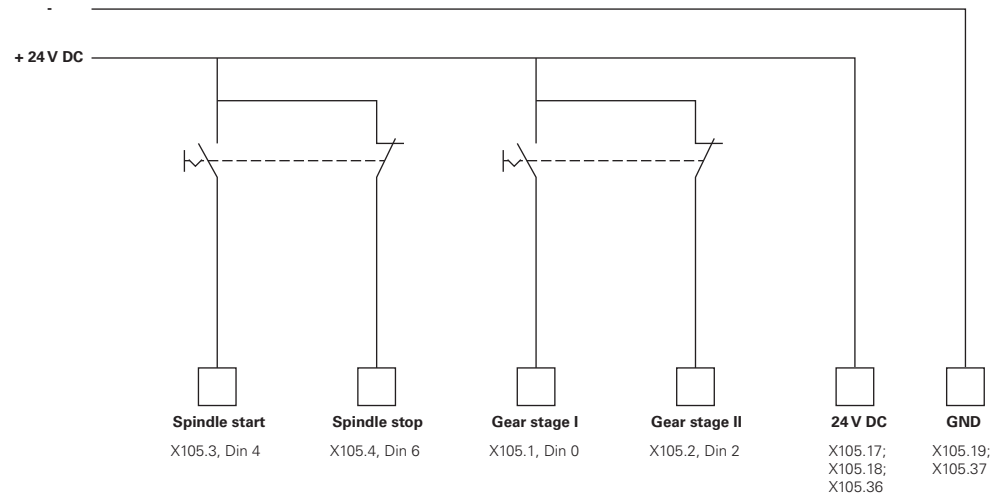 -
+ 24 V DC
Spindle start
X105.3, Din 4
Spindle stop
X105.4, Din 6
Gear stage I
X105.1, Din 0
Gear stage II
X105.2, Din 2
24 V DC
X105.17;
X105.18;
X105.36
GND
X105.19;
X105.37